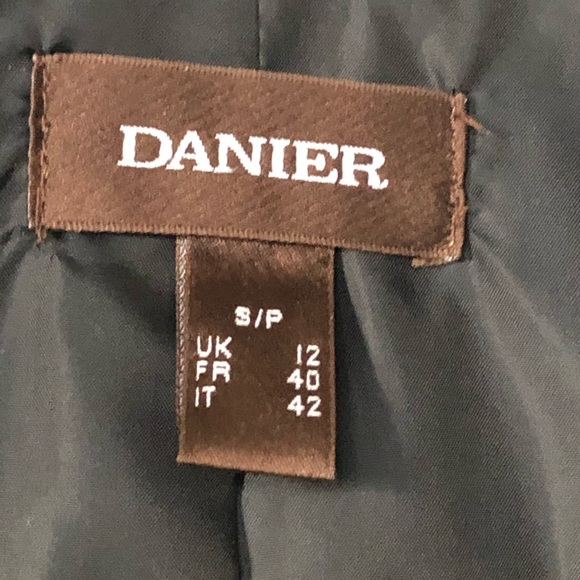 DANIER
S/P
UK 12
FR 40
IT 42